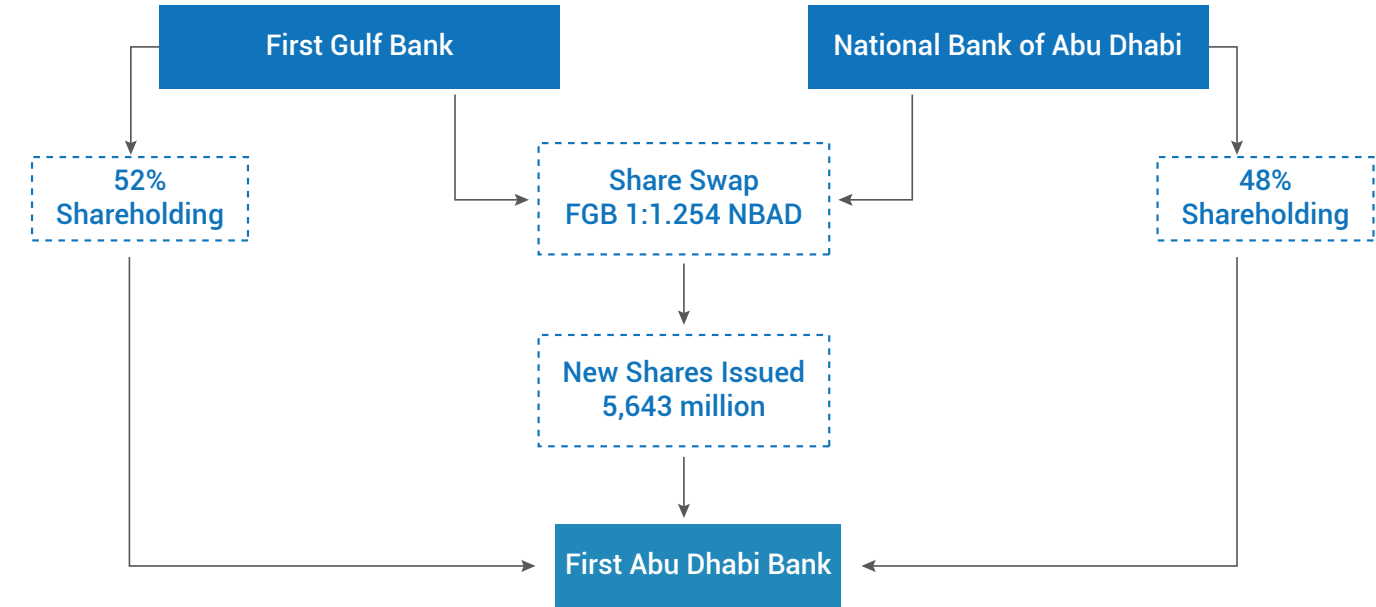 First Gulf Bank
National Bank of Abu Dhabi
52%
Shareholding
Share Swap
FGB 1:1.254 NBAD
48%
Shareholding
New Shares Issued
5,643 million
First Abu Dhabi Bank